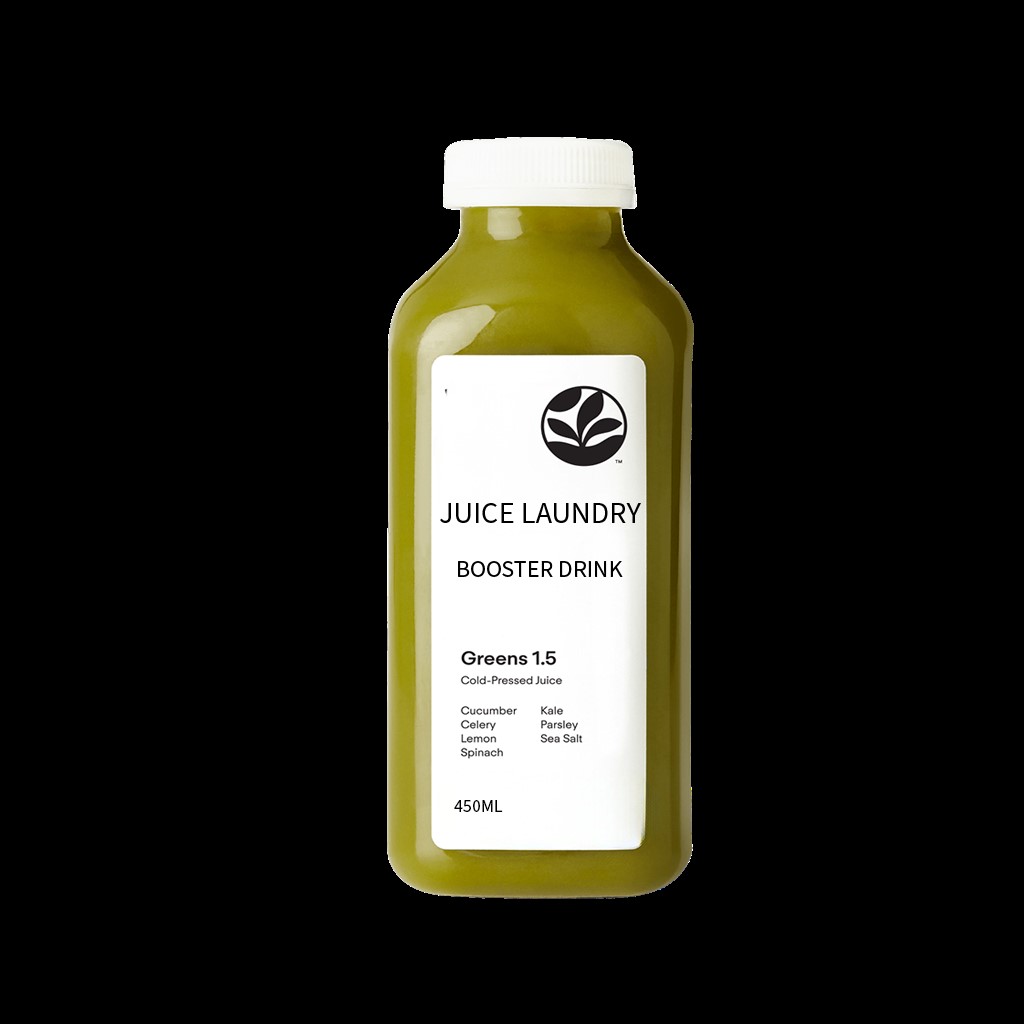 ™
JUICE LAUNDRY
BOOSTER DRINK
Greens 1.5
Cold-Pressed Juice
Cucumber Kale
Celery Parsley
Lemon Sea Salt
Spinach
450ML